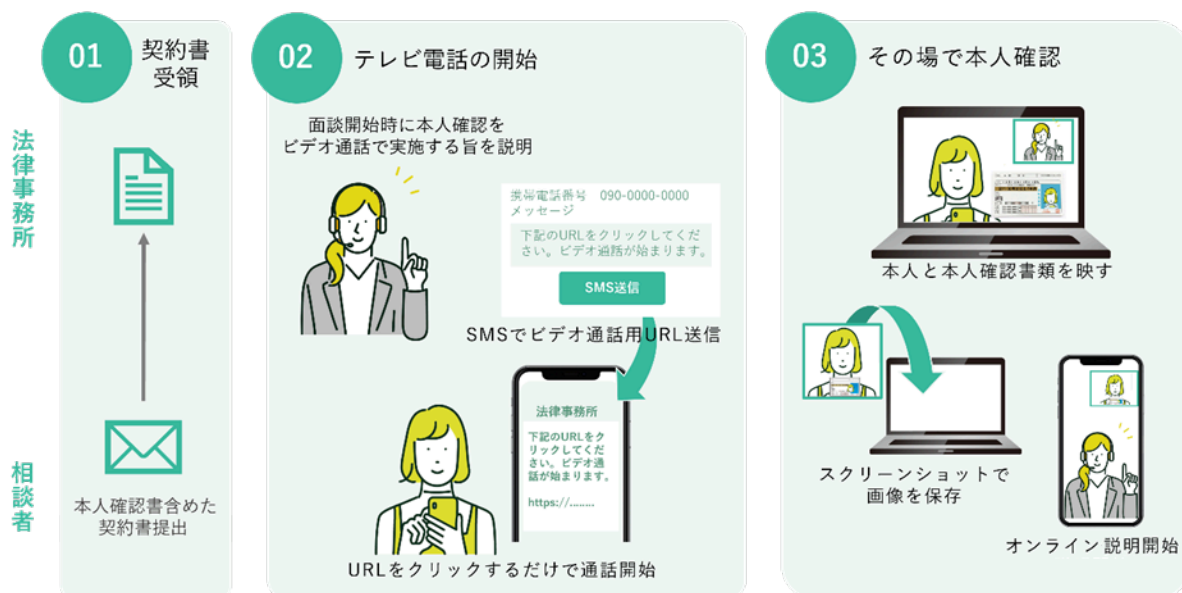 01
契約書
受領
法律事務所
相談者
本人確認書含めた
契約書提出
02
テレビ電話の開始
面談開始時に本人確認を
ビデオ通話で実施する旨を説明
携帯電話番号 090-0000-0000
メッセージ
下記のURLをクリックしてくだ
さい。ビデオ通話が始まります。
SMS送信
SMSでビデオ通話用URL送信
法律事務所
下記のURLをク
リックしてくだ
さい。ビデオ通
話が始まります。
https://.........
URLをクリックするだけで通話開始
03
その場で本人確認
本人と本人確認書類を映す
スクリーンショットで
画像を保存
オンライン説明開始